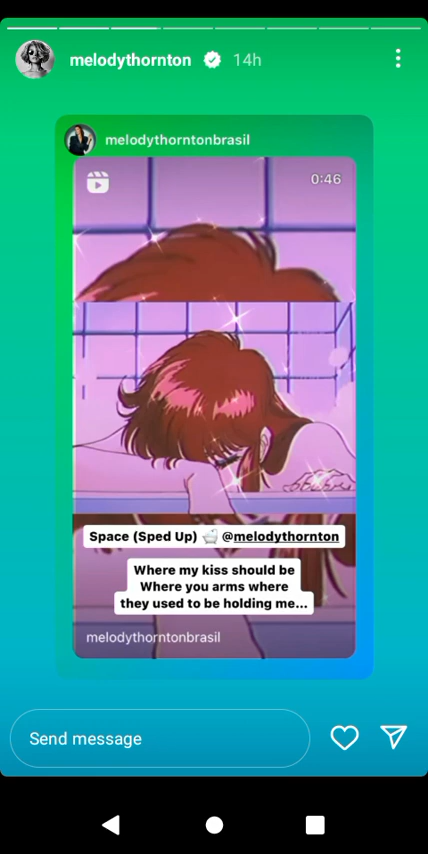 melodythornton 14h
melodythorntonbrasil
0:46
Space (Sped Up) 🛁 @melodythornton
Where my kiss should be
Where you arms where
they used to be holding me...
melodythorntonbrasil
Send message